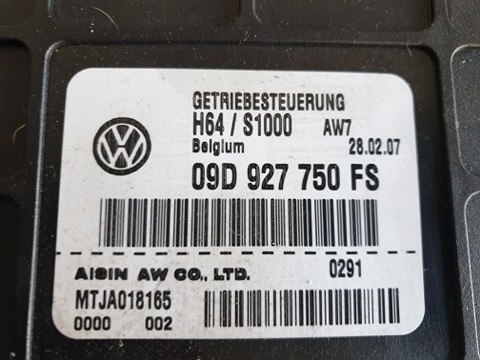 GETRIEBESTEUERUNG
H64 / S1000 AW7
Belgium 28.02.07
09D 927 750 FS
AISIN AW CO., LTD. 0291
MTJA018165
0000 002